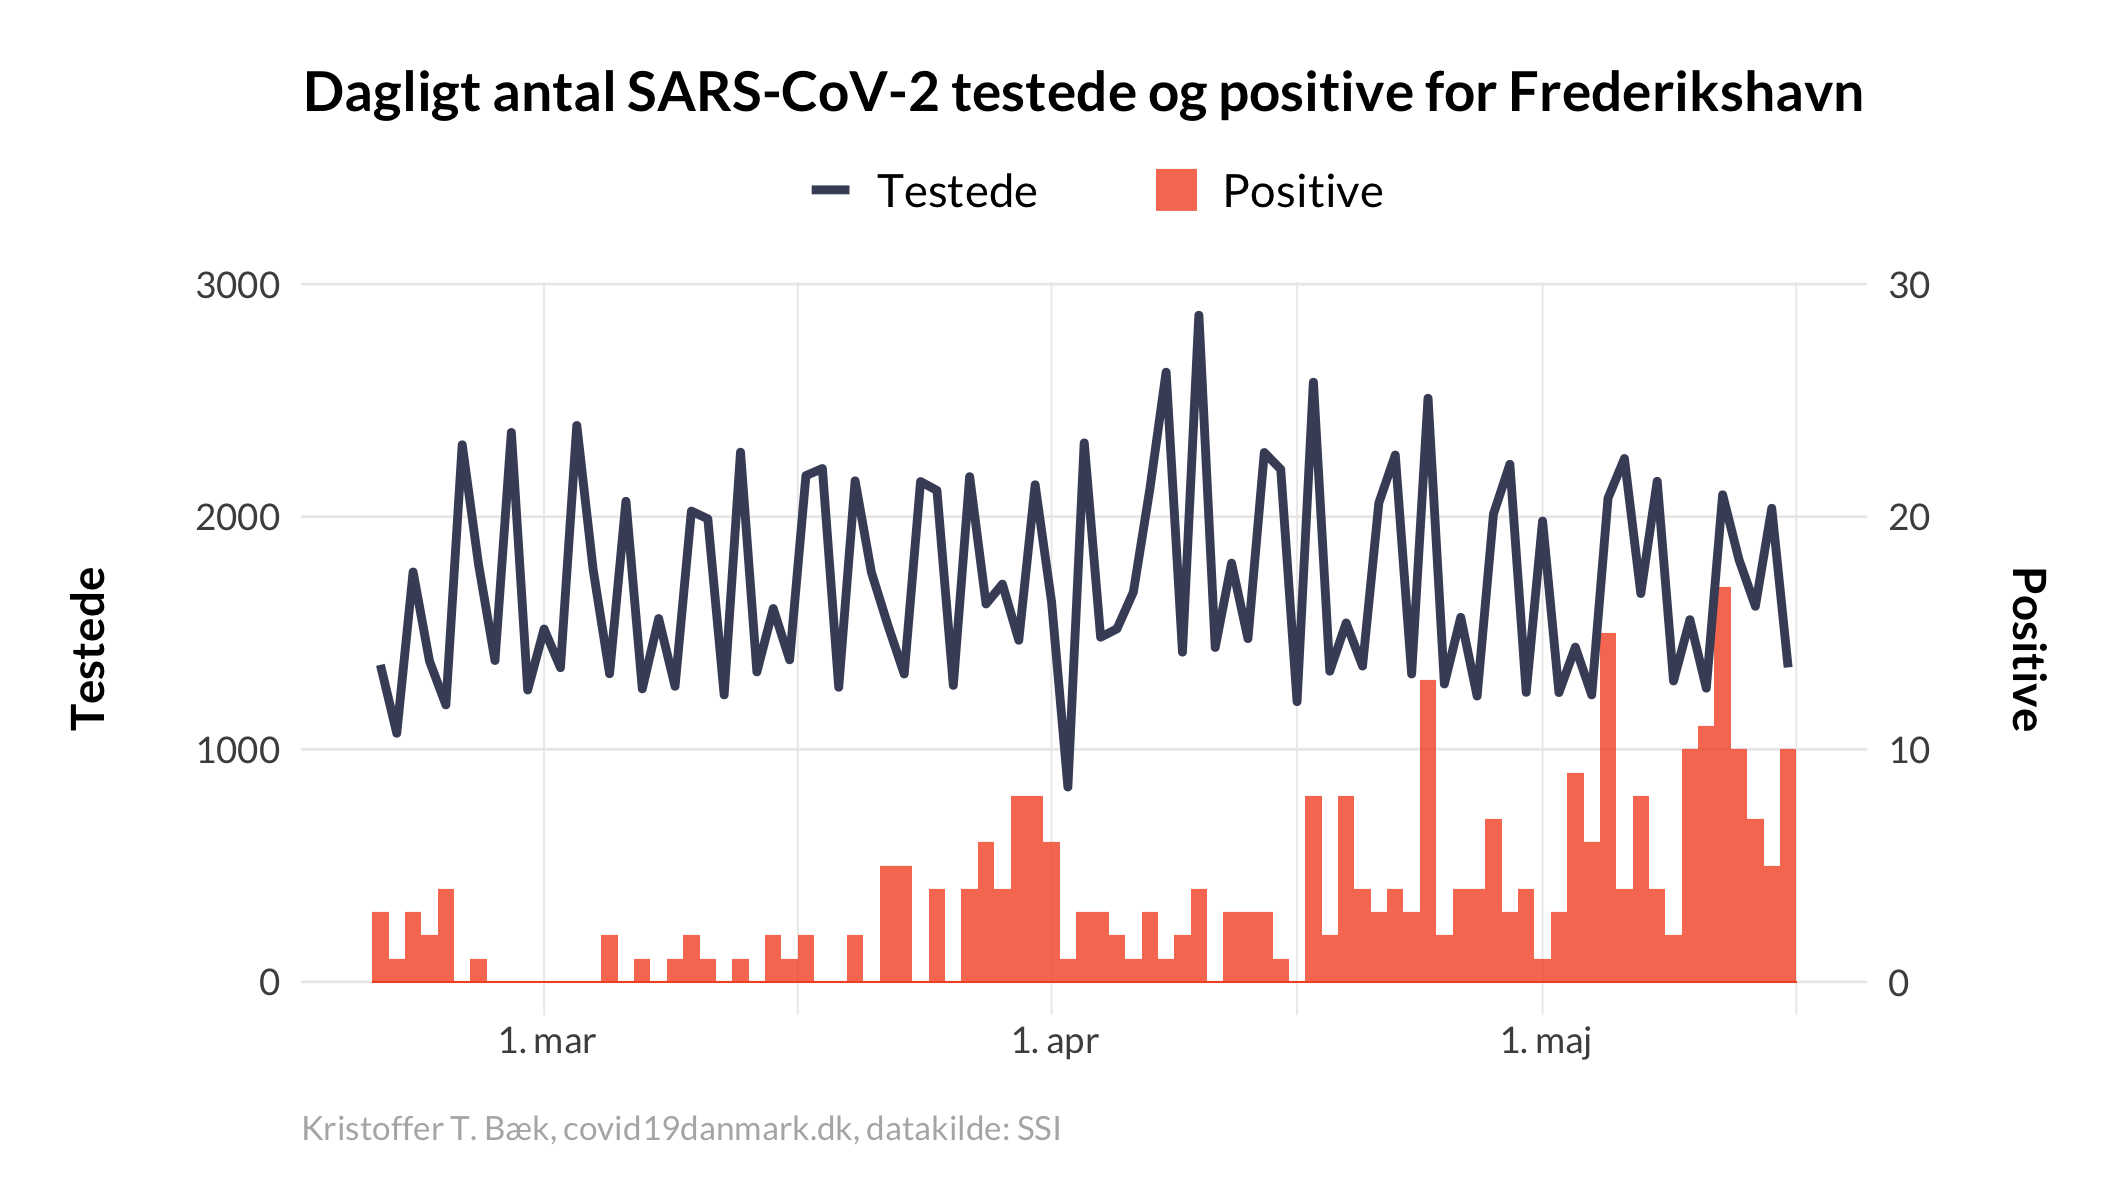 Dagligt antal SARS-CoV-2 testede og positive for Frederikshavn
Testede
Positive
3000
2000
1000
0
30
20
10
0
Testede
Positive
1. mar
1. apr
1. maj
Kristoffer T. Bæk, covid19danmark.dk, datakilde: SSI